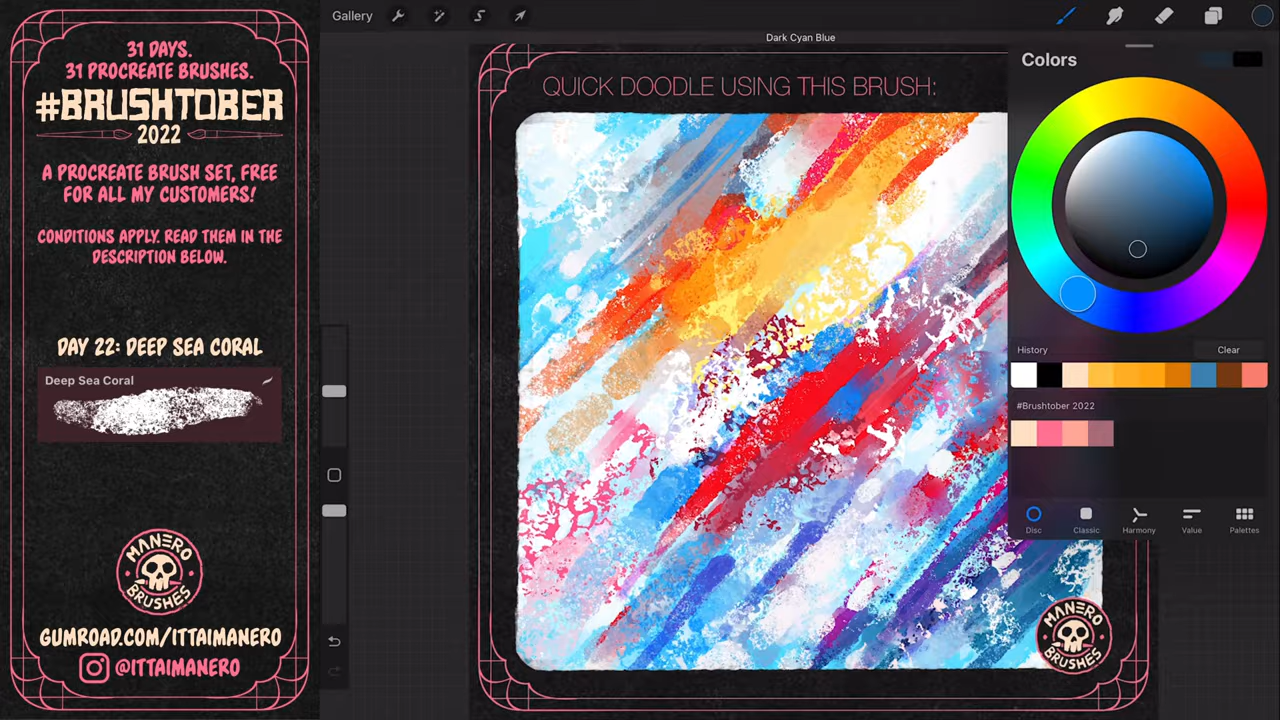 31 DAYS.
31 PROCREATE BRUSHES.
#BRUSHTOBER
2022
A PROCREATE BRUSH SET, FREE
FOR ALL MY CUSTOMERS!
CONDITIONS APPLY. READ THEM IN THE
DESCRIPTION BELOW.
DAY 22: DEEP SEA CORAL
Deep Sea Coral
MANERO
BRUSHES
GUMROAD.COM/ITTAIMANERO
@ITTAIMANERO
Gallery
Dark Cyan Blue
QUICK DOODLE USING THIS BRUSH:
Colors
History
Clear
#Brushtober 2022
Disc
Classic
Harmony
Value
Palettes
MANERO
BRUSHES